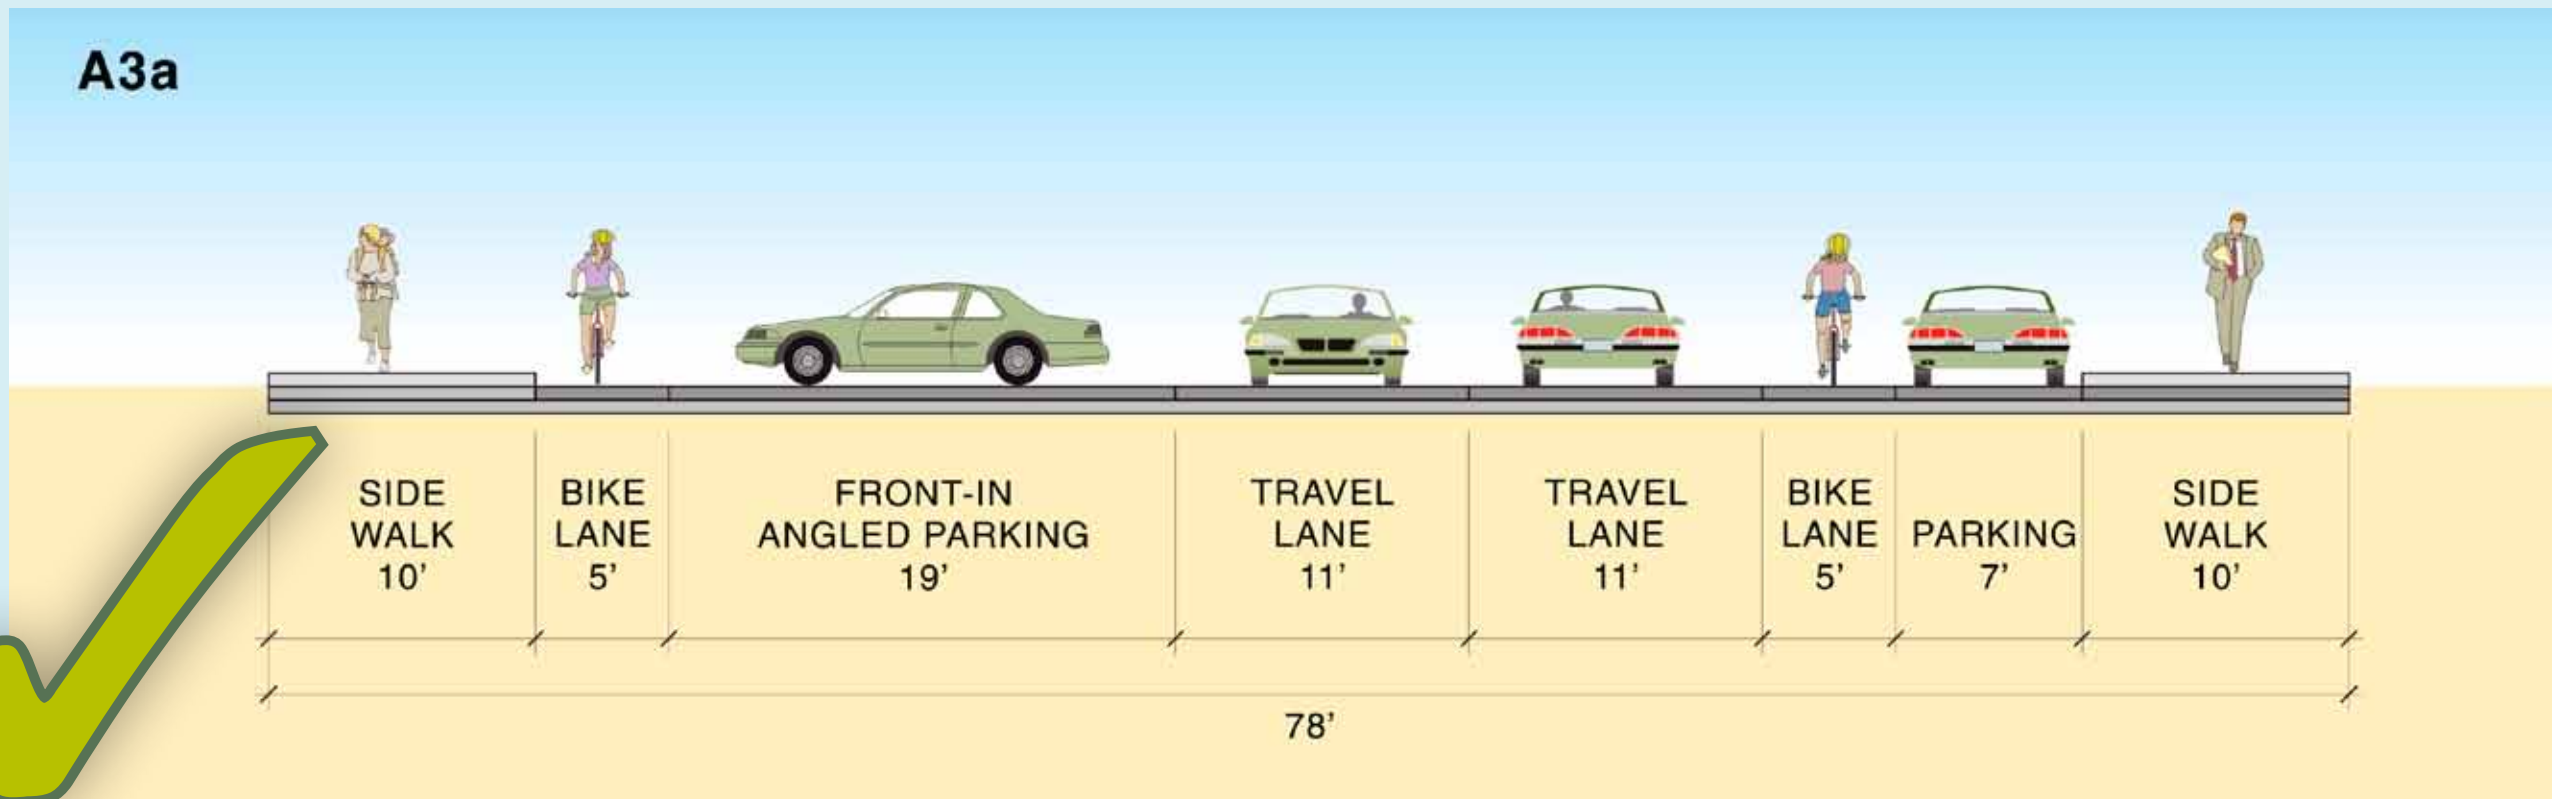 A3a
SIDE
WALK
10’
BIKE
LANE
5’
FRONT-IN
ANGLED PARKING
19’
TRAVEL
LANE
11’
TRAVEL
LANE
11’
BIKE
LANE
5’
PARKING
7’
SIDE
WALK
10’
78’